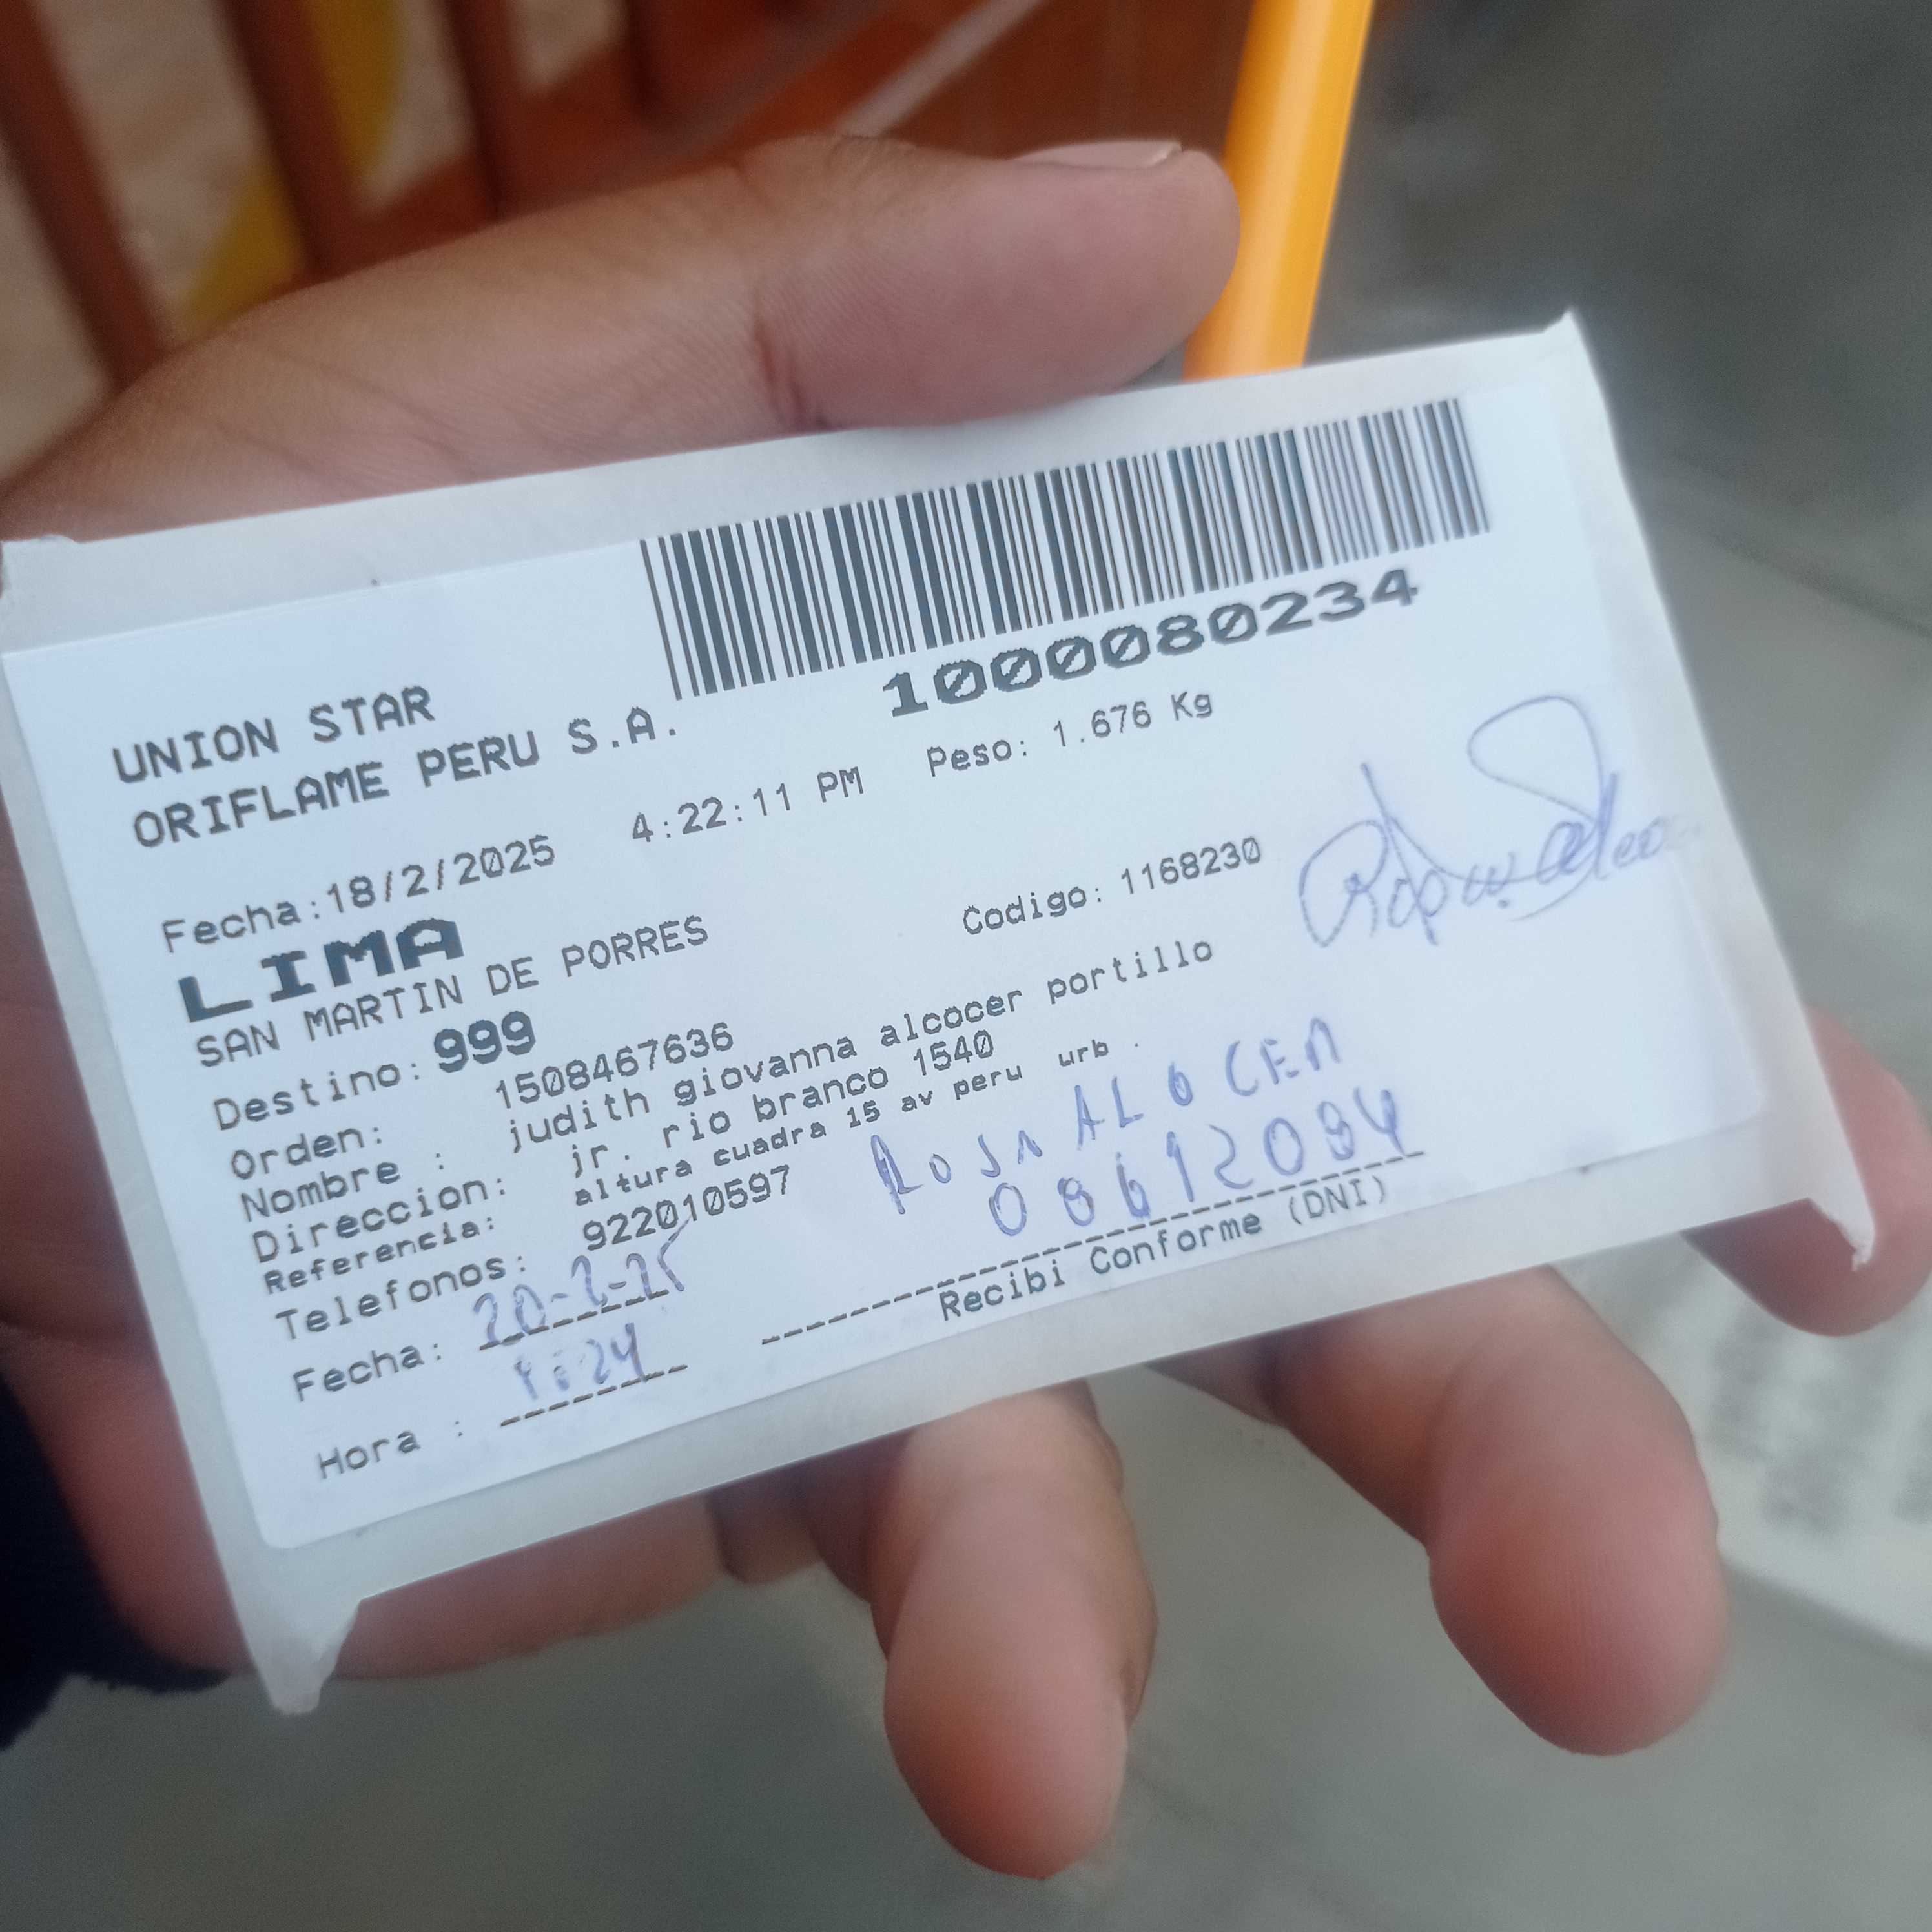 1000080234
UNION STAR
ORIFLAME PERU S.A.
Fecha:18/2/2025 4:22:11 PM Peso: 1.676 Kg
LIMA
SAN MARTIN DE PORRES Codigo: 1168230
Destino: 999
Orden: 1508467636
Nombre : judith giovanna alcocer portillo
Direccion: jr. rio branco 1540
Referencia: altura cuadra 15 av peru urb .
Telefonos: 922010597
ROSA ALOCER
08612084
Fecha: 20-2-25
Hora :
Recibi Conforme (DNI)